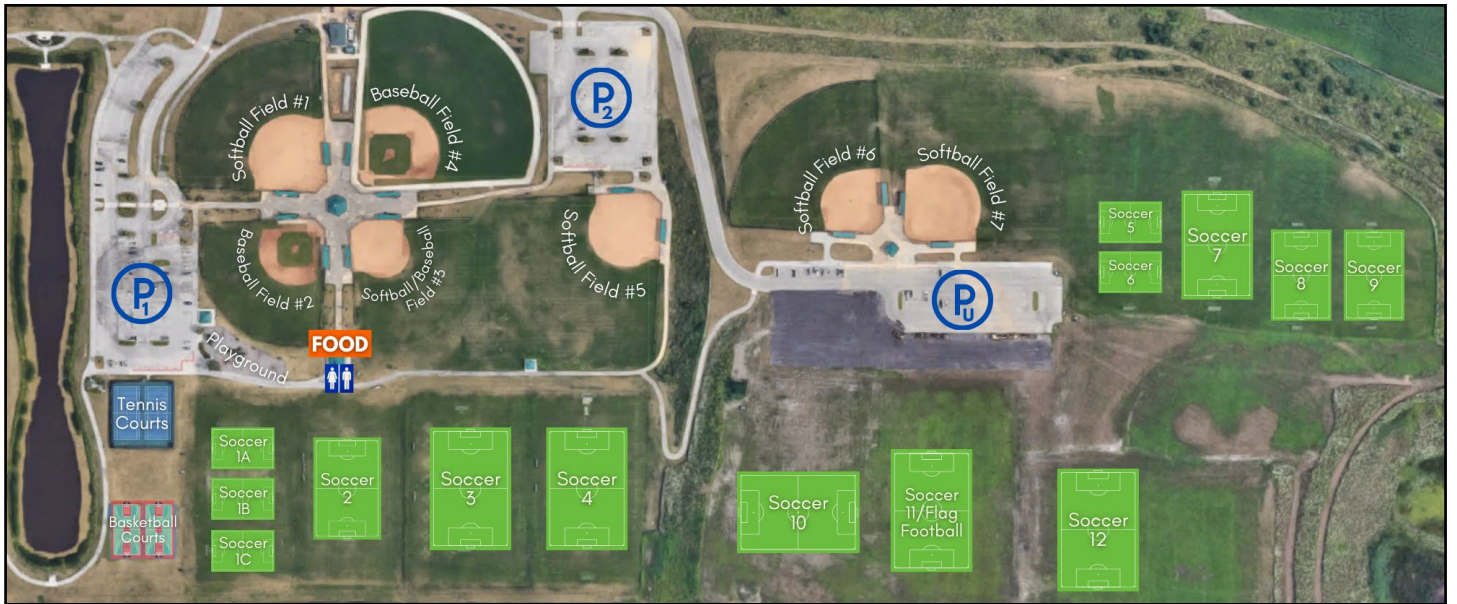 Softball Field #1
Baseball Field #4
P2
Softball Field #6
Softball Field #7
Baseball Field #2
Softball/Baseball
Field #3
Softball Field #5
P1
PU
FOOD
Playground
Soccer
5
Soccer
6
Soccer
7
Soccer
8
Soccer
9
Tennis
Courts
Basketball
Courts
Soccer
1A
Soccer
1B
Soccer
1C
Soccer
2
Soccer
3
Soccer
4
Soccer
10
Soccer
11/Flag
Football
Soccer
12